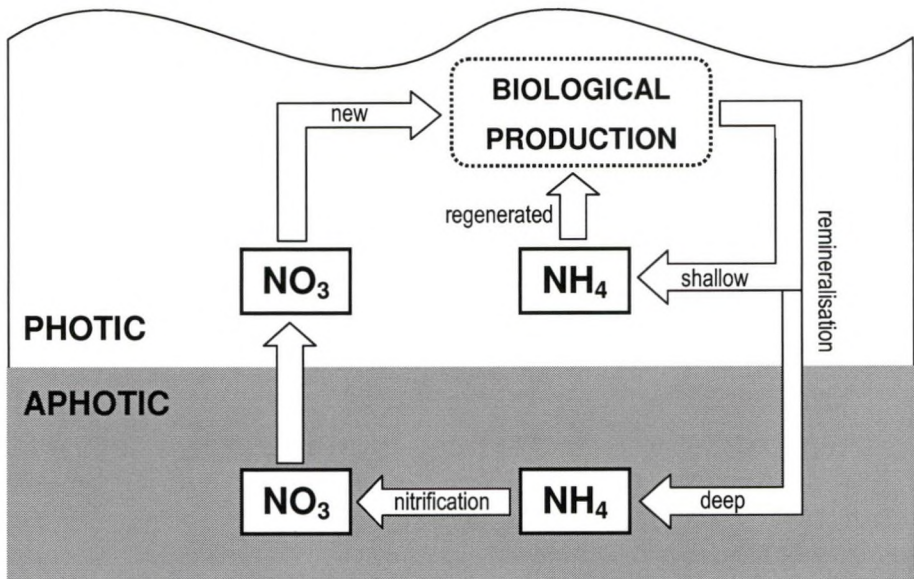 BIOLOGICAL
PRODUCTION
new
regenerated
NO₃
NH₄
shallow
remineralisation
PHOTIC
APHOTIC
NO₃
nitrification
NH₄
deep